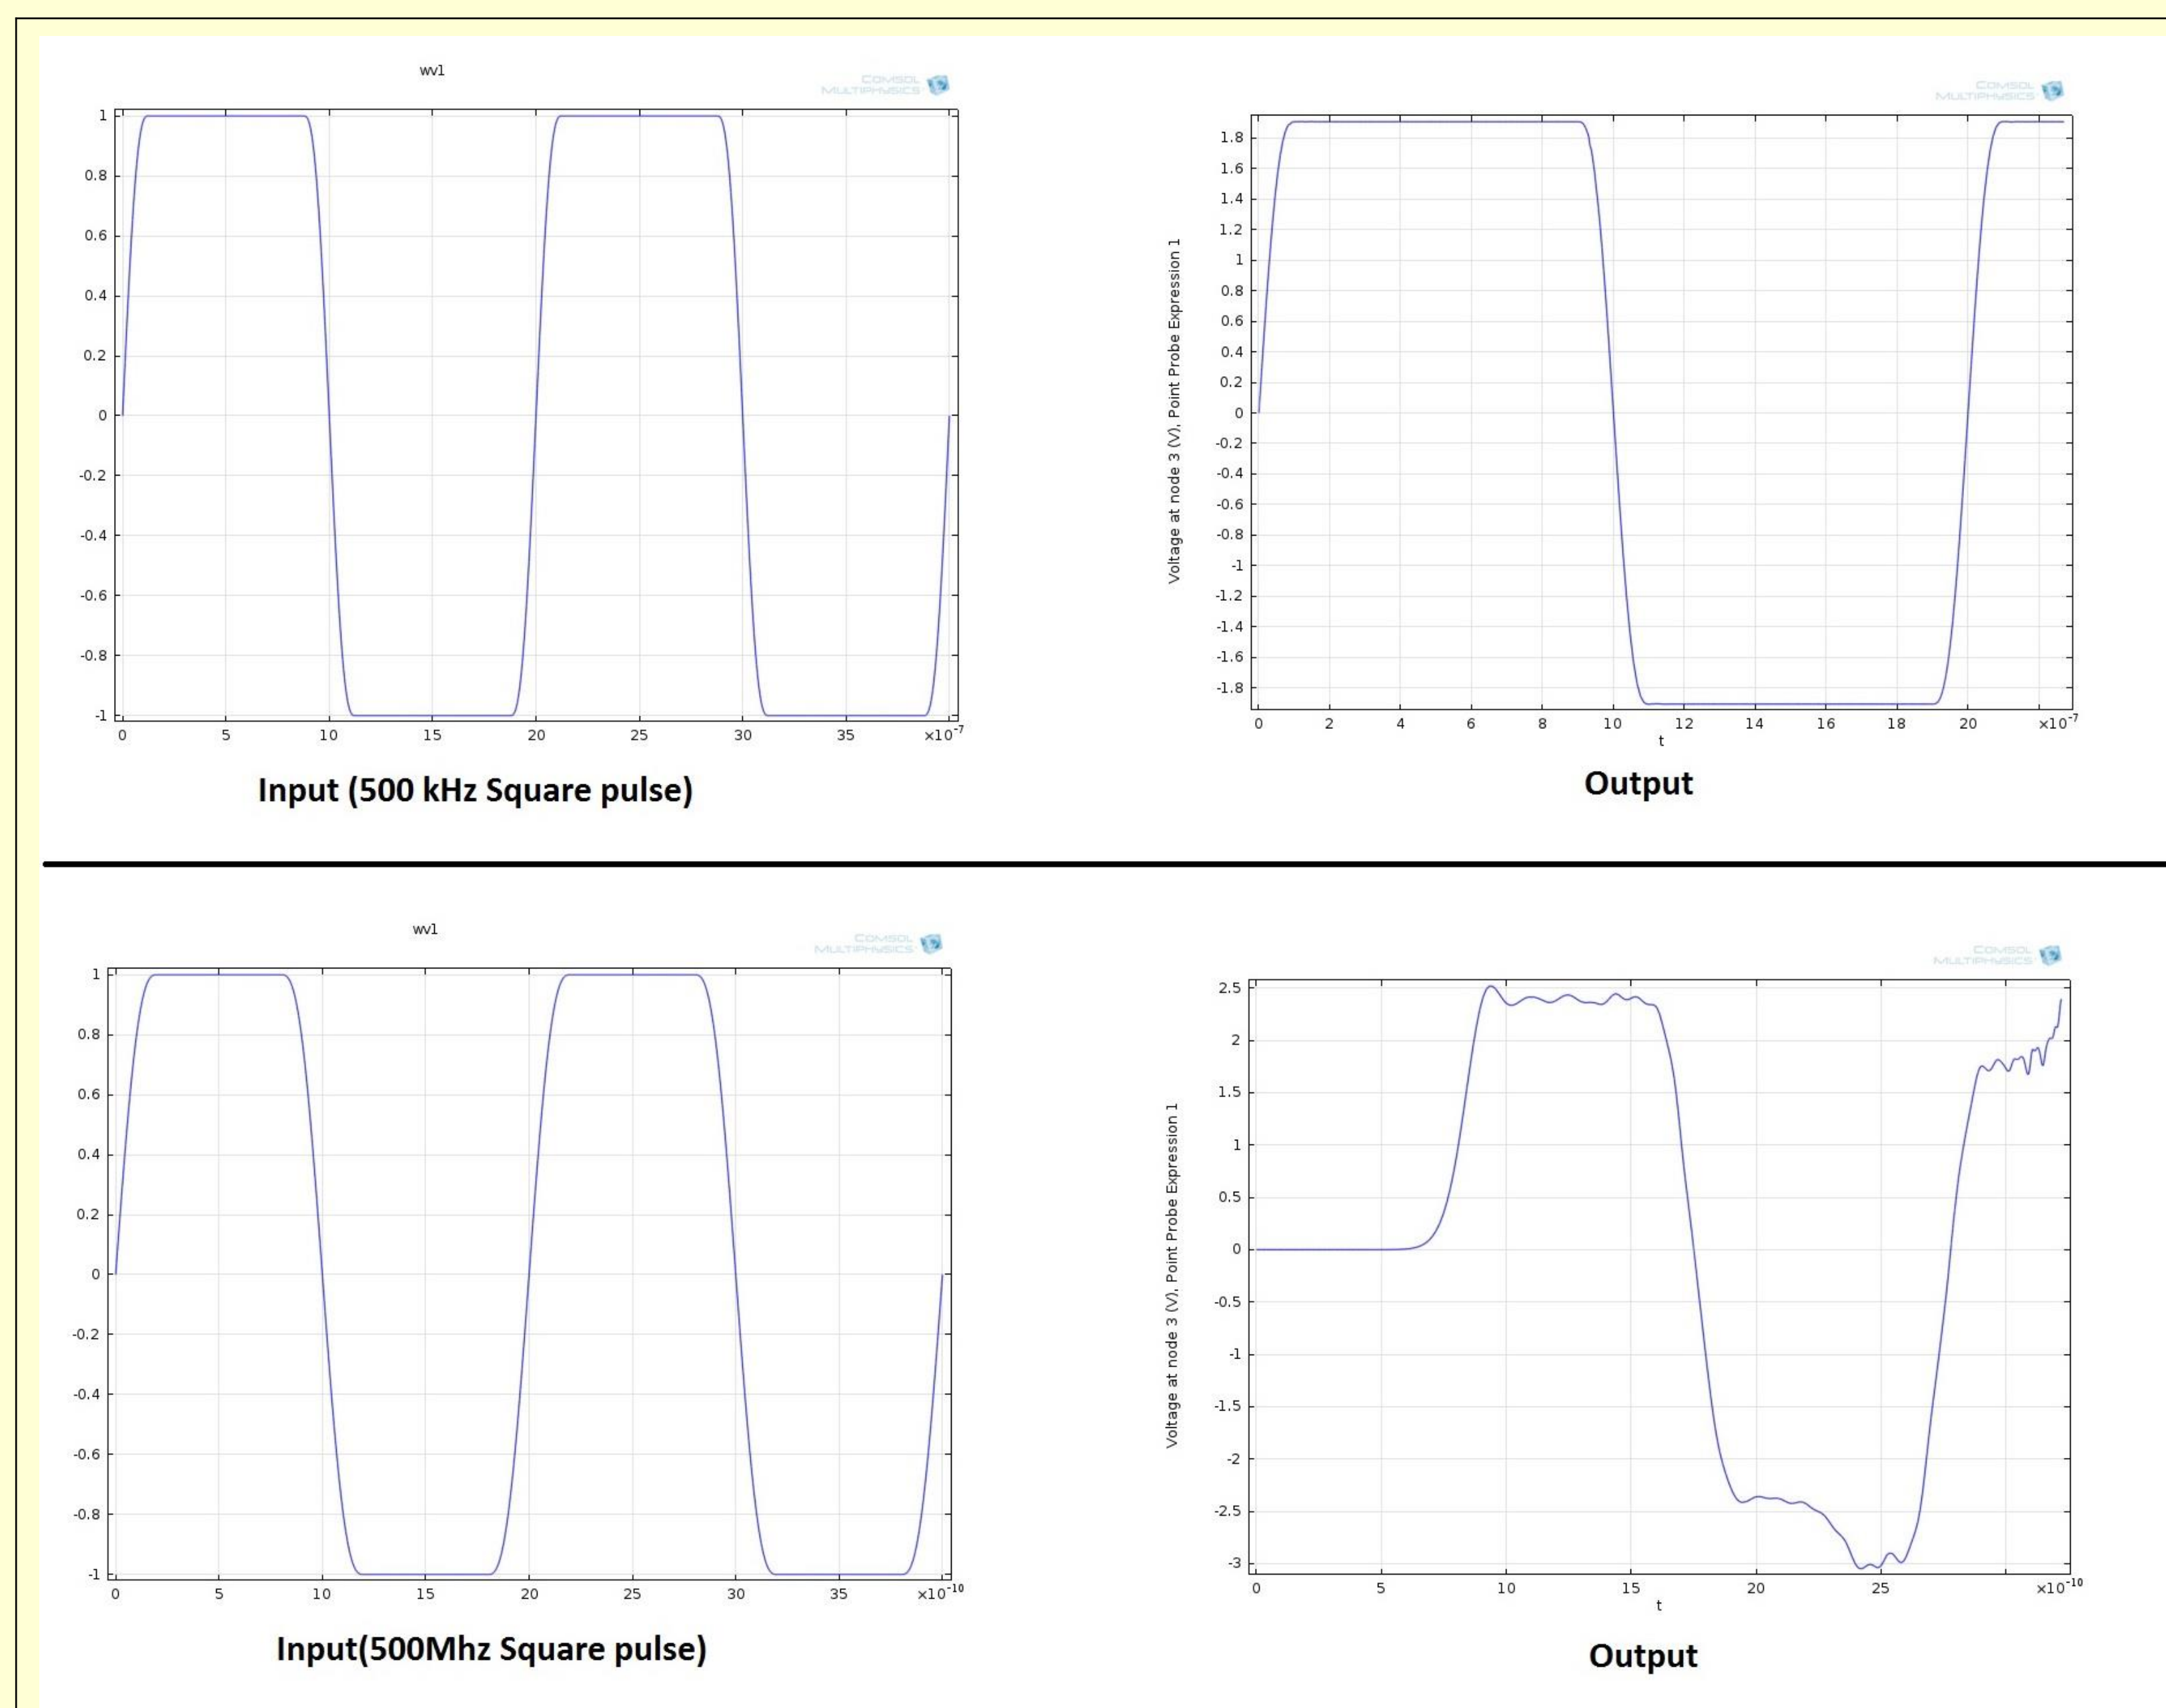 wv1
COMSOL
MULTIPHYSICS
1
0.8
0.6
0.4
0.2
0
-0.2
-0.4
-0.6
-0.8
-1
0 5 10 15 20 25 30 35 ×10⁻⁷
Input (500 kHz Square pulse)
COMSOL
MULTIPHYSICS
Voltage at node 3 (V), Point Probe Expression 1
1.8
1.6
1.4
1.2
1
0.8
0.6
0.4
0.2
0
-0.2
-0.4
-0.6
-0.8
-1
-1.2
-1.4
-1.6
-1.8
0 2 4 6 8 10 12 14 16 18 20 ×10⁻⁷
t
Output
wv1
COMSOL
MULTIPHYSICS
1
0.8
0.6
0.4
0.2
0
-0.2
-0.4
-0.6
-0.8
-1
0 5 10 15 20 25 30 35 ×10⁻¹⁰
Input(500Mhz Square pulse)
COMSOL
MULTIPHYSICS
Voltage at node 3 (V), Point Probe Expression 1
2.5
2
1.5
1
0.5
0
-0.5
-1
-1.5
-2
-2.5
-3
0 5 10 15 20 25 ×10⁻¹⁰
t
Output